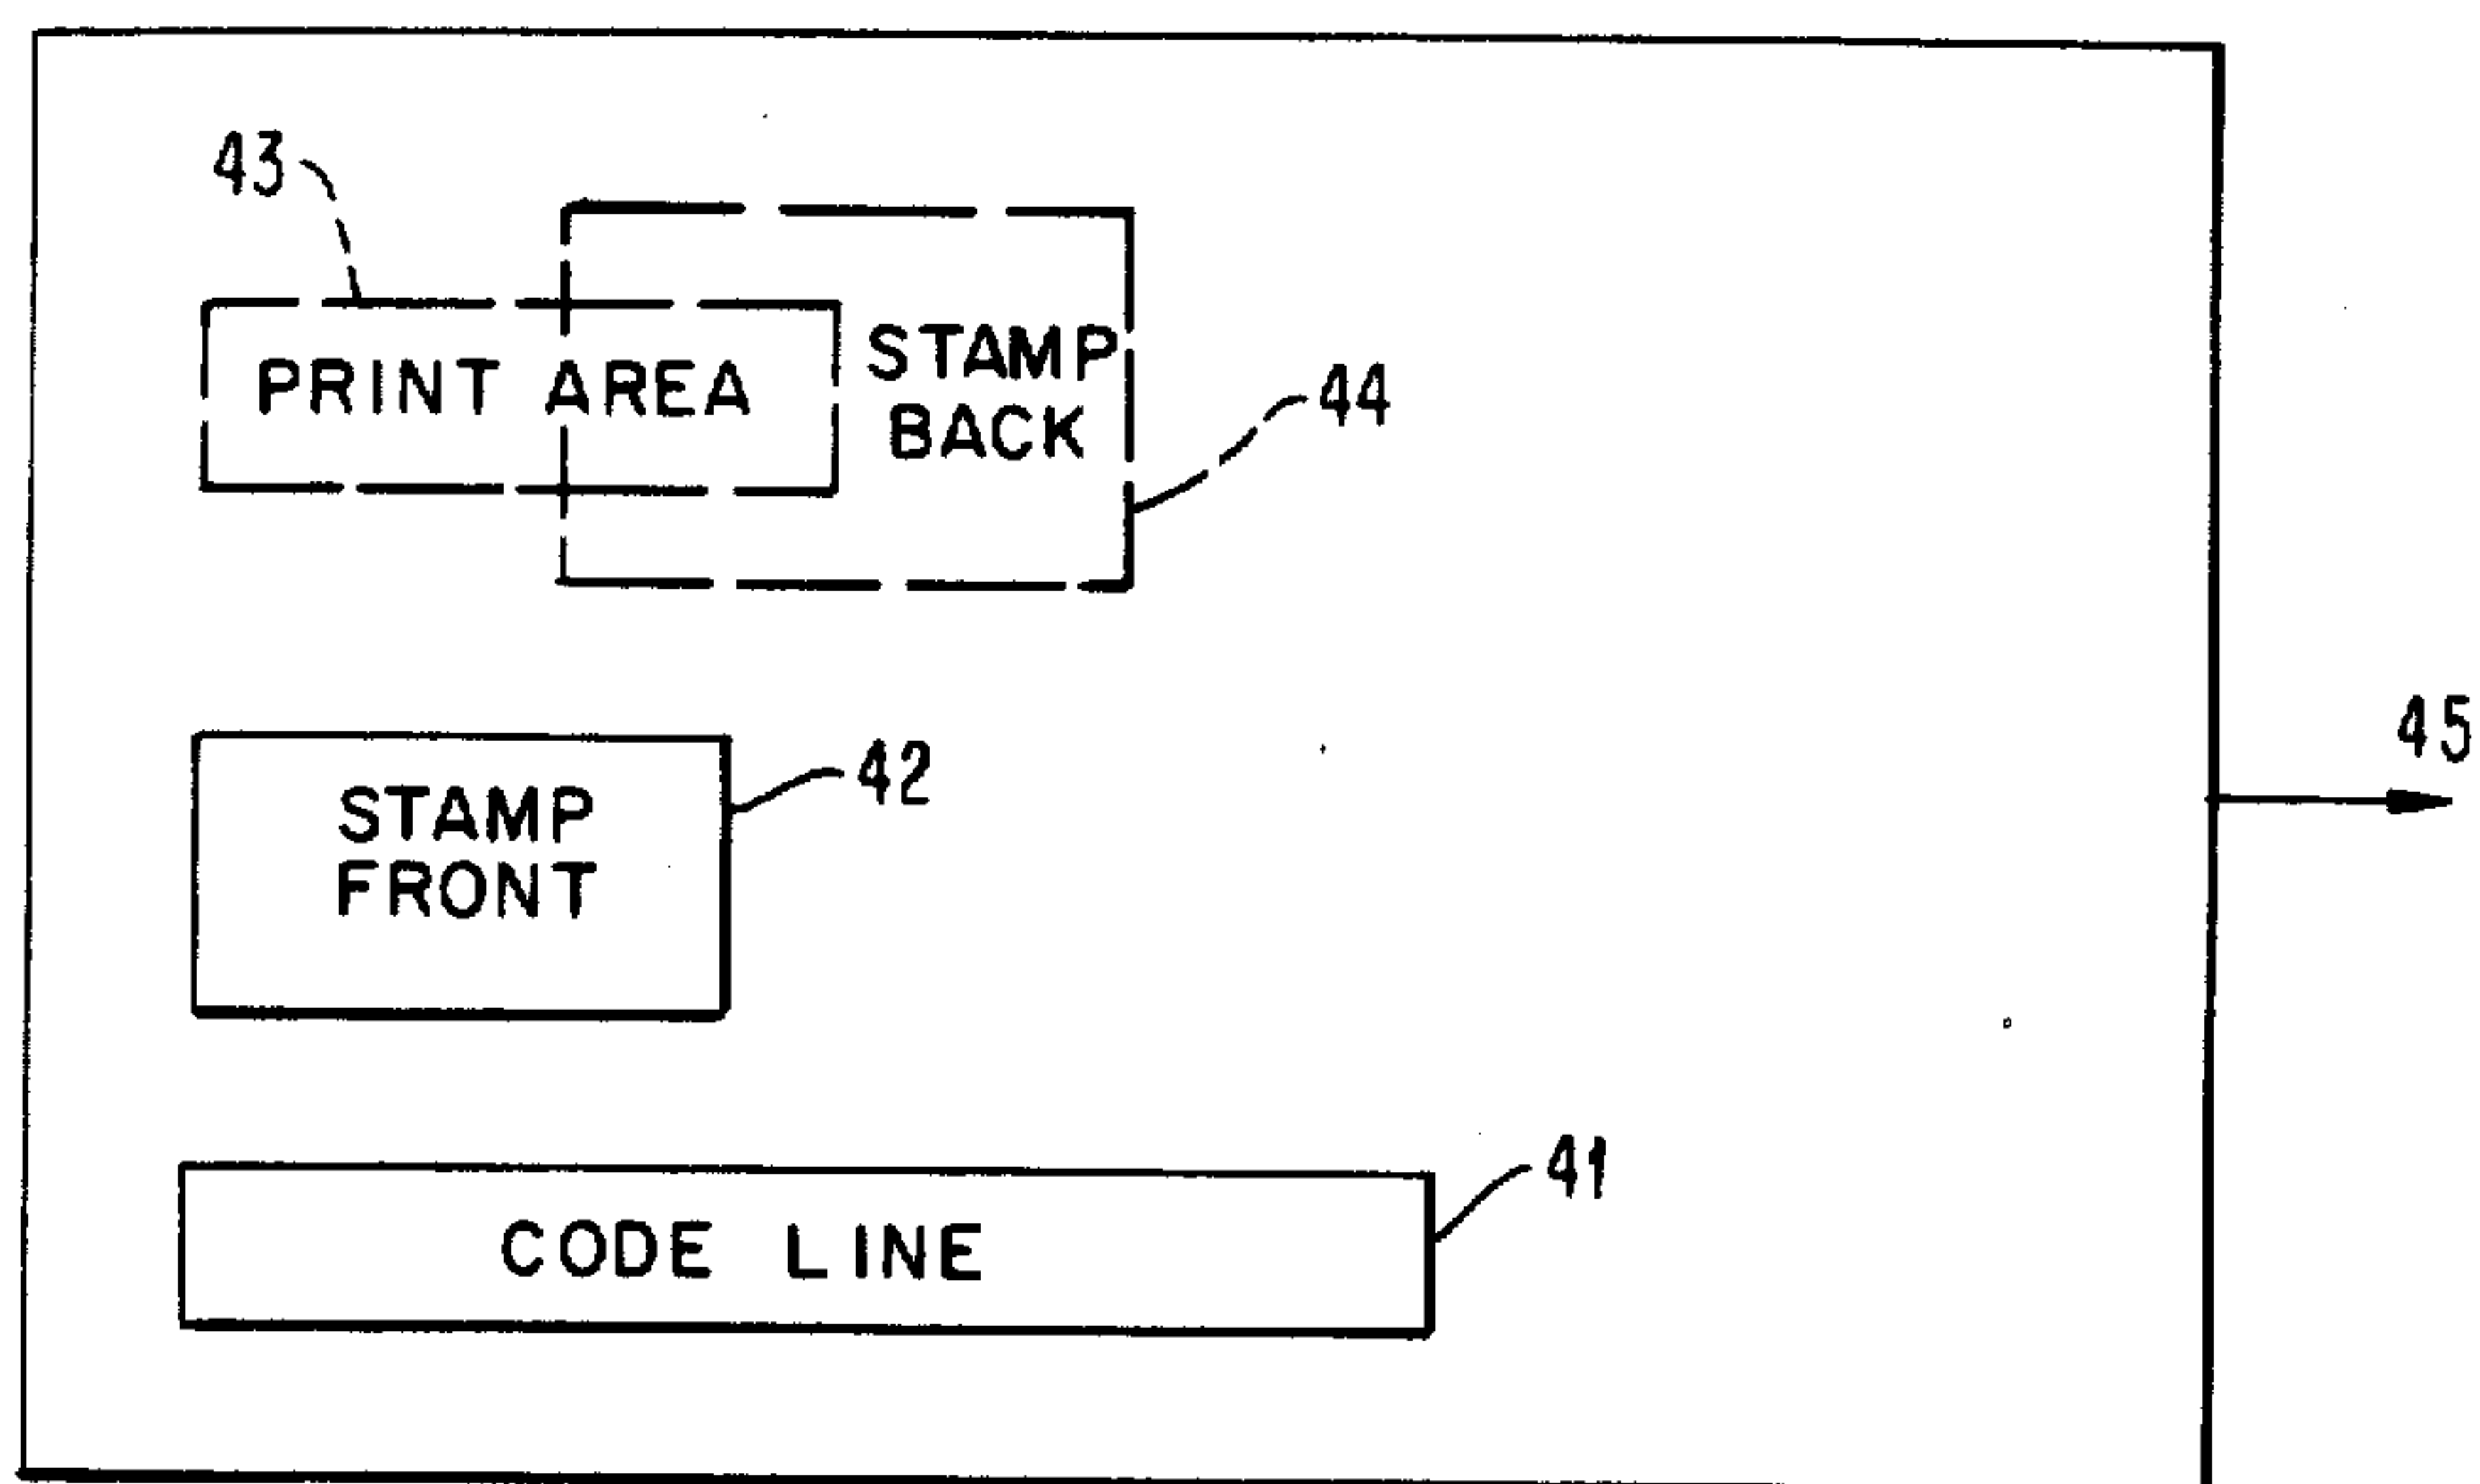 43
PRINT AREA
STAMP
BACK
44
45
STAMP
FRONT
42
CODE LINE
41